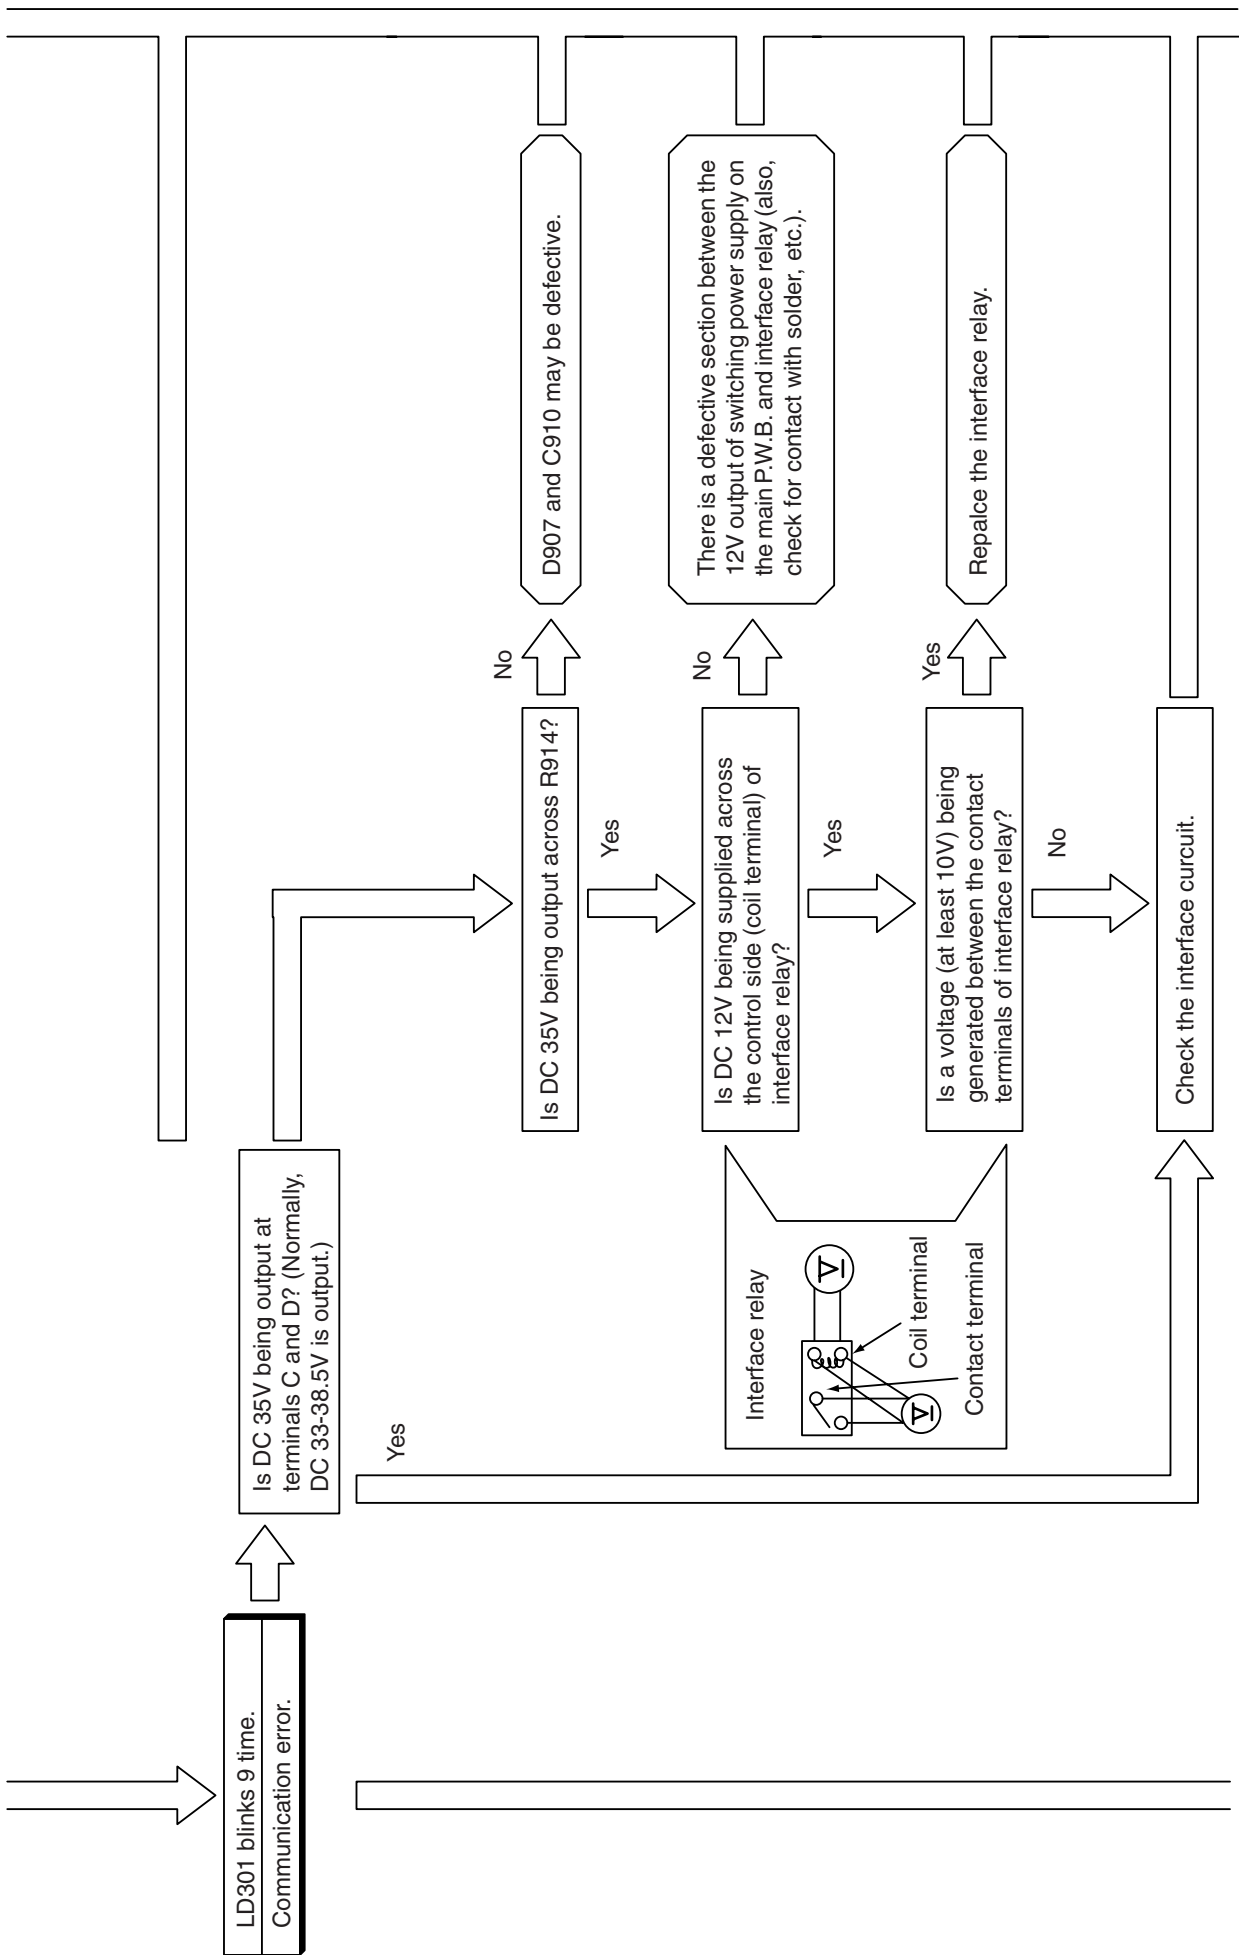 LD301 blinks 9 time.
Communication error.
Is DC 35V being output at
terminals C and D? (Normally,
DC 33-38.5V is output.)
Yes
Is DC 35V being output across R914?
No
D907 and C910 may be defective.
Yes
Is DC 12V being supplied across
the control side (coil terminal) of
interface relay?
No
There is a defective section between the
12V output of switching power supply on
the main P.W.B. and interface relay (also,
check for contact with solder, etc.).
Yes
Interface relay
V
V
Coil terminal
Contact terminal
Is a voltage (at least 10V) being
generated between the contact
terminals of interface relay?
Yes
Repalce the interface relay.
No
Check the interface circuit.